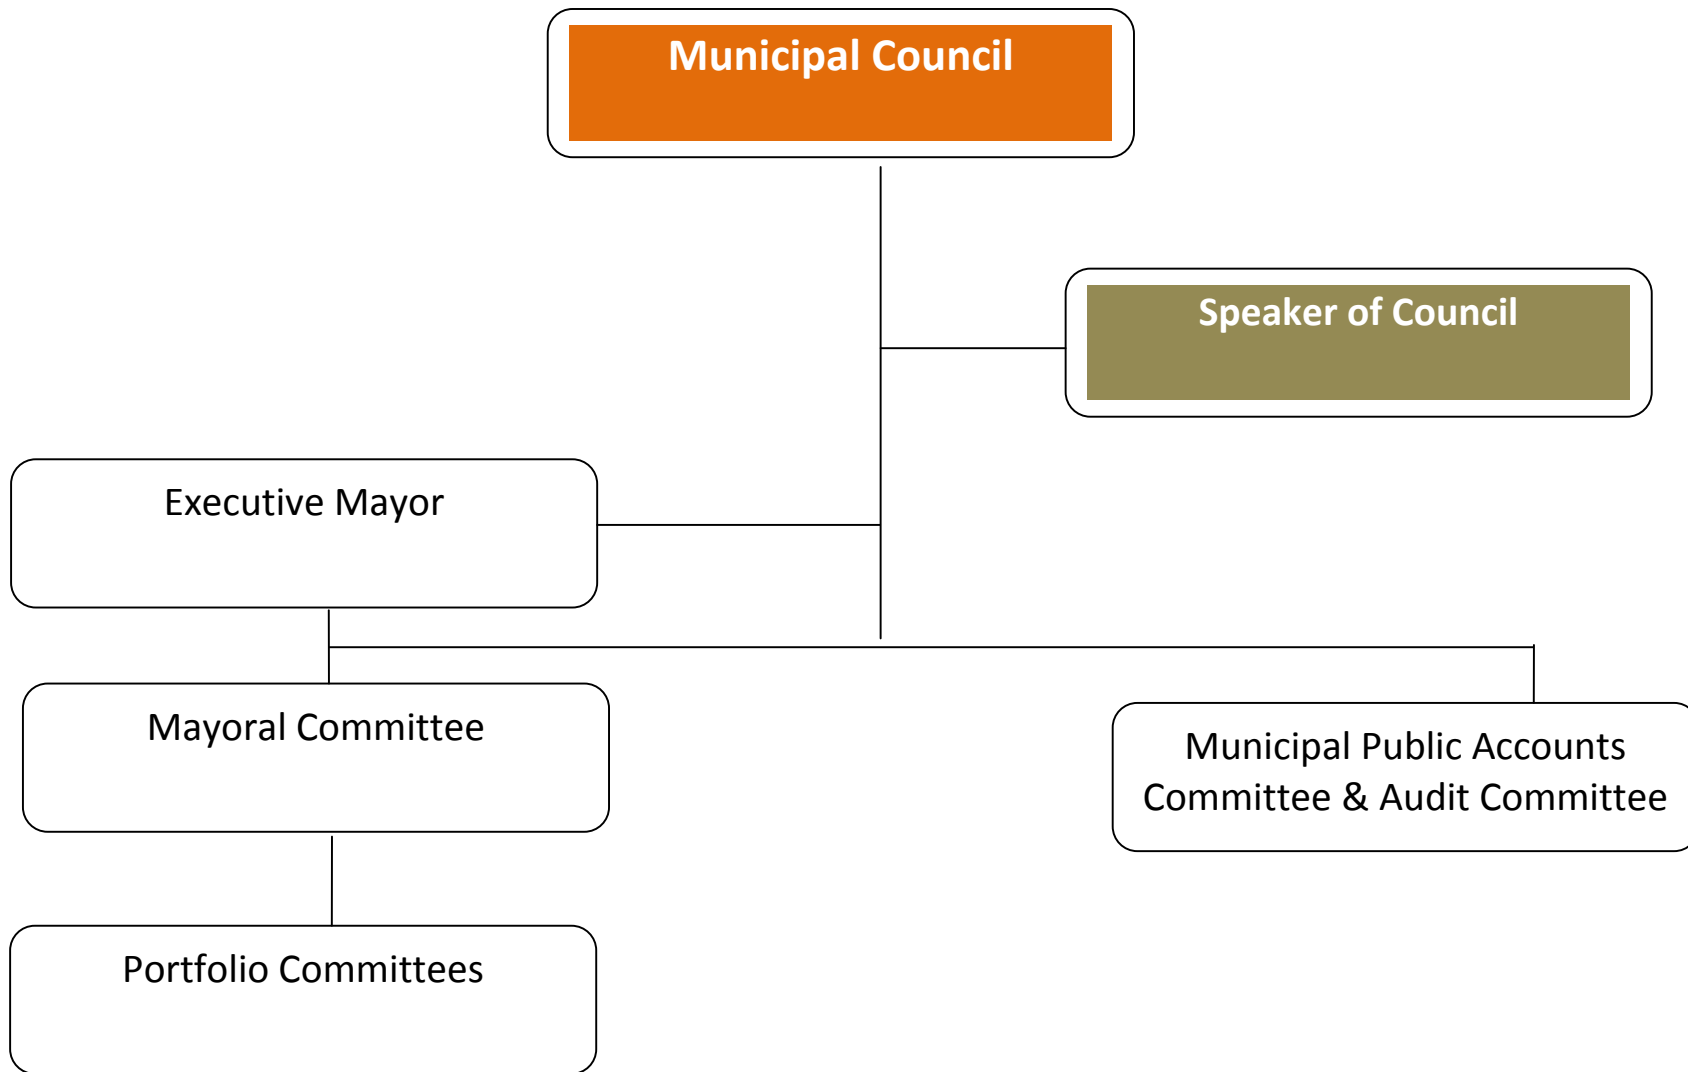 Municipal Council
Speaker of Council
Executive Mayor
Mayoral Committee
Municipal Public Accounts
Committee & Audit Committee
Portfolio Committees